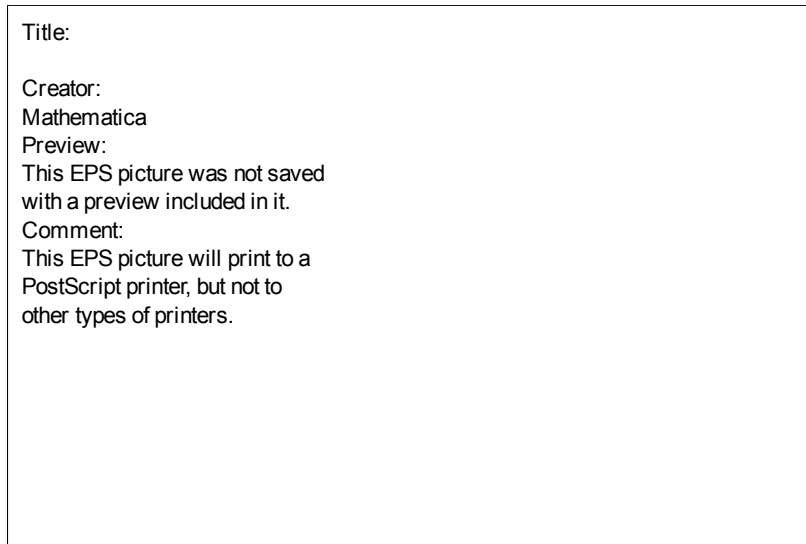 Title:
Creator:
Mathematica
Preview:
This EPS picture was not saved
with a preview included in it.
Comment:
This EPS picture will print to a
PostScript printer, but not to
other types of printers.